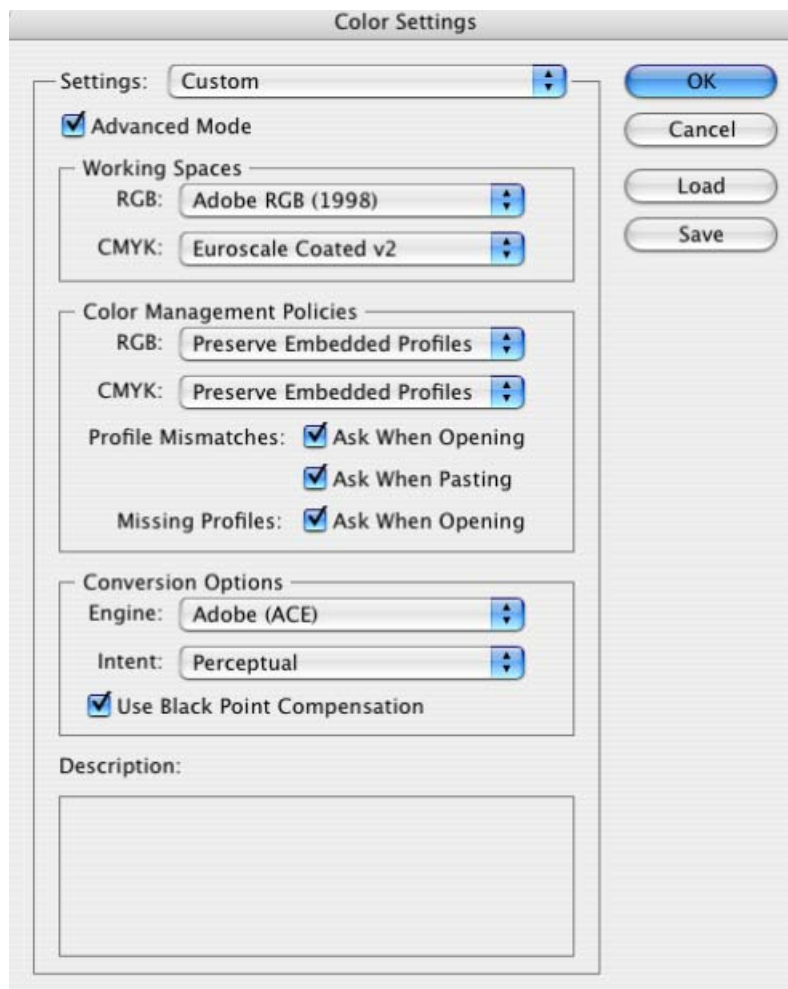 Color Settings
Settings: Custom
OK
Advanced Mode
Cancel
Working Spaces
RGB: Adobe RGB (1998)
Load
CMYK: Euroscale Coated v2
Save
Color Management Policies
RGB: Preserve Embedded Profiles
CMYK: Preserve Embedded Profiles
Profile Mismatches: Ask When Opening
Ask When Pasting
Missing Profiles: Ask When Opening
Conversion Options
Engine: Adobe (ACE)
Intent: Perceptual
Use Black Point Compensation
Description: